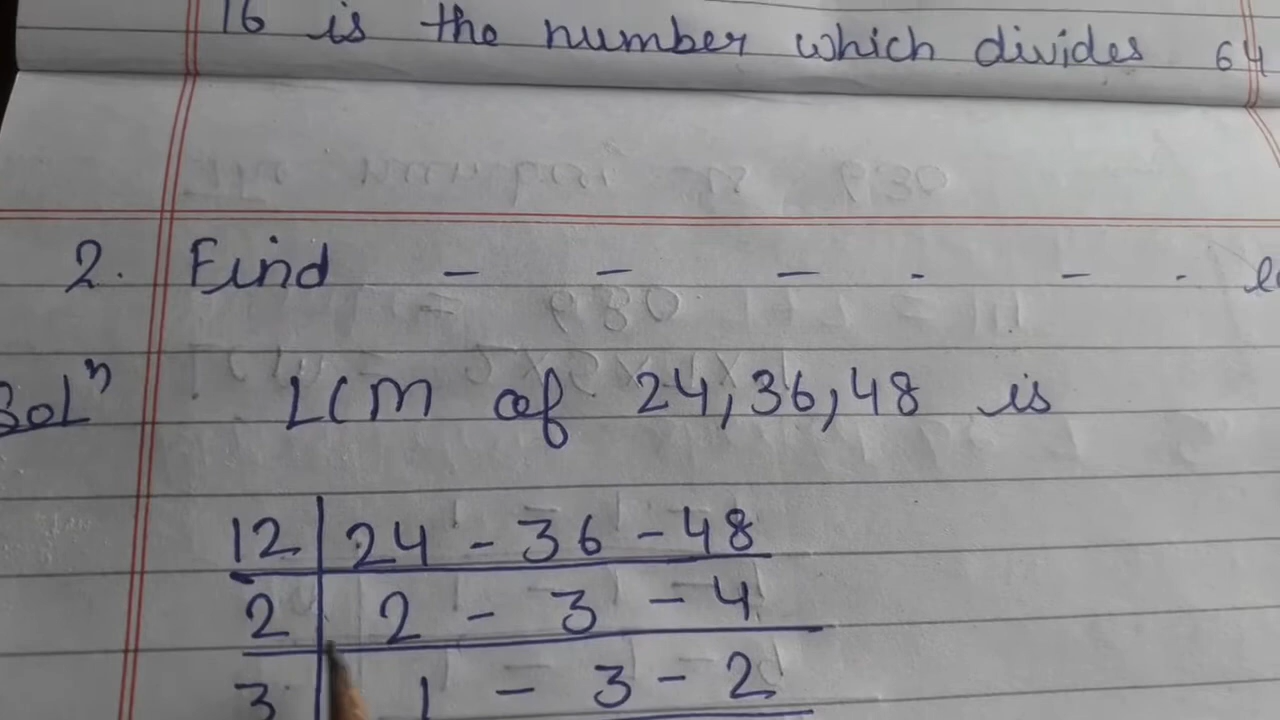 16 is the number which divides 64
2. Find - - - - - -
Solⁿ LCM of 24,36,48 is
12 | 24 - 36 - 48
2 | 2 - 3 - 4
3 | 1 - 3 - 2